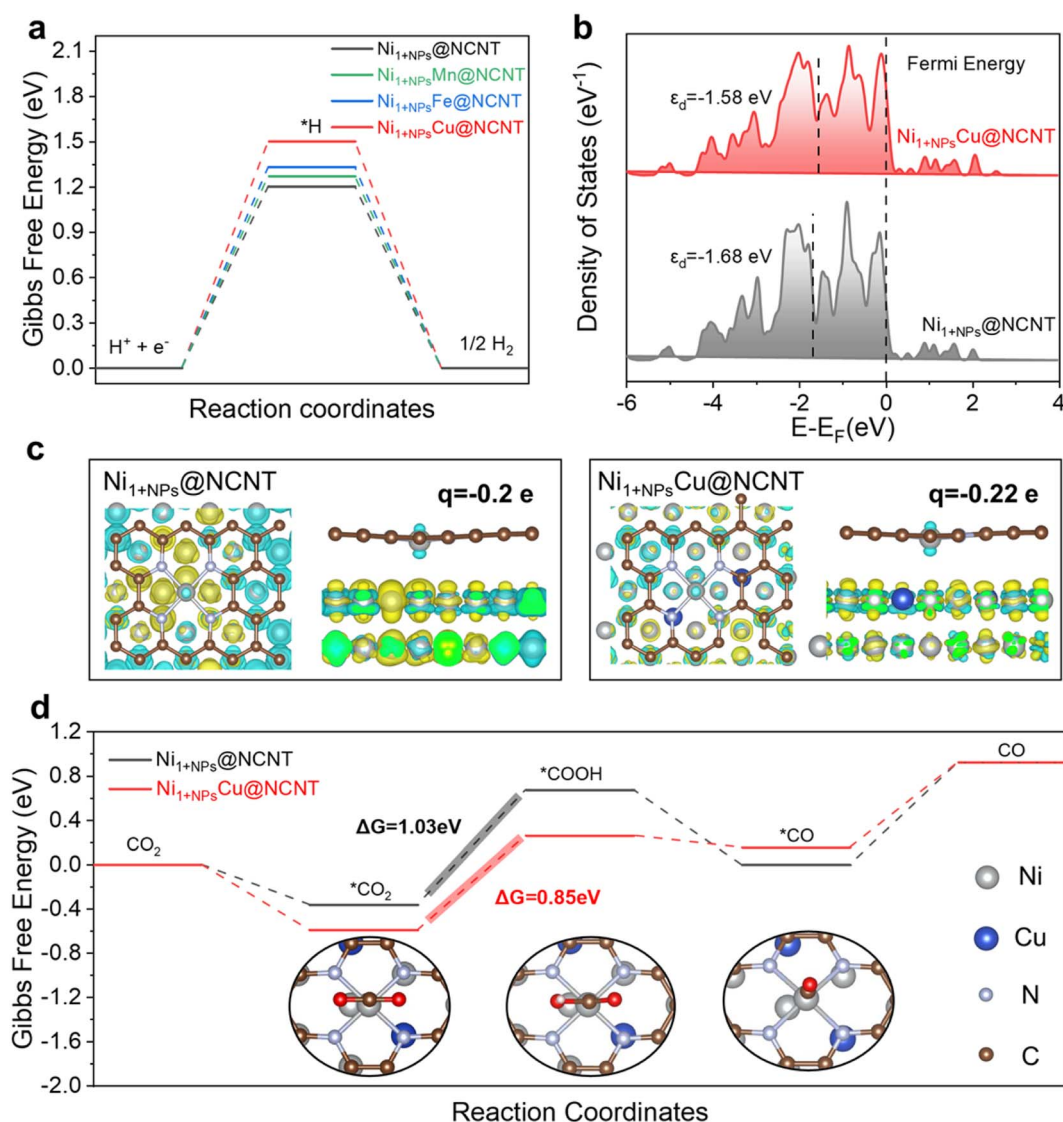 a
Gibbs Free Energy (eV)
2.1
1.8
1.5
1.2
0.9
0.6
0.3
0.0
Ni₁₊NPs@NCNT
Ni₁₊NPsMn@NCNT
Ni₁₊NPsFe@NCNT
Ni₁₊NPsCu@NCNT
*H
H⁺ + e⁻
1/2 H₂
Reaction coordinates
b
Density of States (eV⁻¹)
Fermi Energy
εd=-1.58 eV
Ni₁₊NPsCu@NCNT
εd=-1.68 eV
Ni₁₊NPs@NCNT
-6 -4 -2 0 2 4
E-EF(eV)
c
Ni₁₊NPs@NCNT
q=-0.2 e
Ni₁₊NPsCu@NCNT
q=-0.22 e
d
Gibbs Free Energy (eV)
1.2
0.8
0.4
0.0
-0.4
-0.8
-1.2
-1.6
-2.0
Ni₁₊NPs@NCNT
Ni₁₊NPsCu@NCNT
CO₂
*CO₂
ΔG=1.03eV
ΔG=0.85eV
*COOH
*CO
CO
Ni
Cu
N
C
Reaction Coordinates